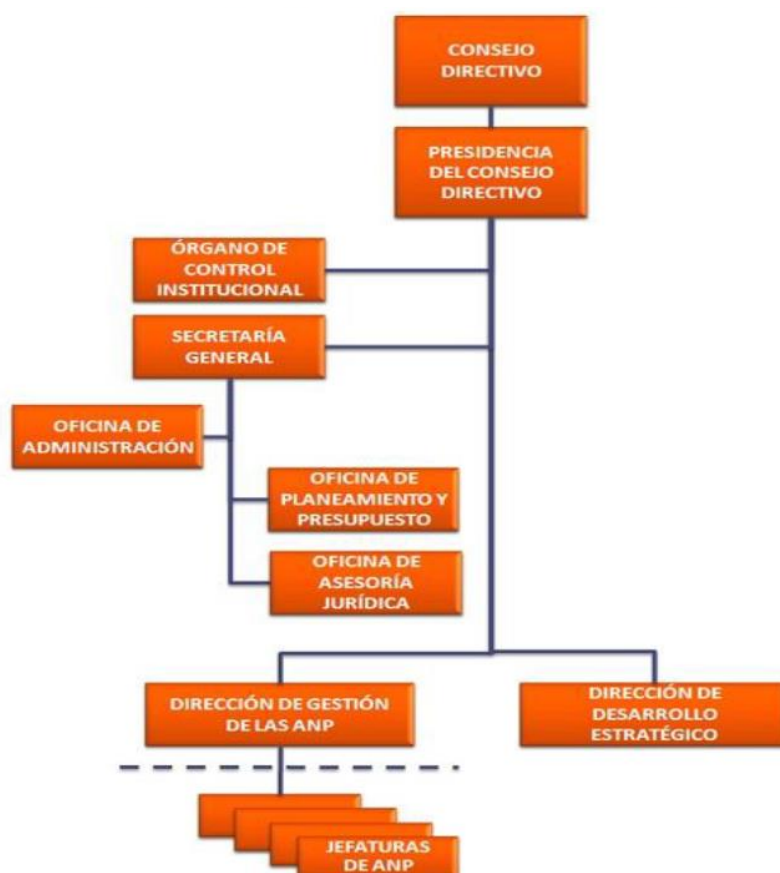 CONSEJO
DIRECTIVO
PRESIDENCIA
DEL CONSEJO
DIRECTIVO
ÓRGANO DE
CONTROL
INSTITUCIONAL
SECRETARÍA
GENERAL
OFICINA DE
ADMINISTRACIÓN
OFICINA DE
PLANEAMIENTO Y
PRESUPUESTO
OFICINA DE
ASESORÍA
JURÍDICA
DIRECCIÓN DE GESTIÓN
DE LAS ANP
DIRECCIÓN DE
DESARROLLO
ESTRATÉGICO
JEFATURAS
DE ANP